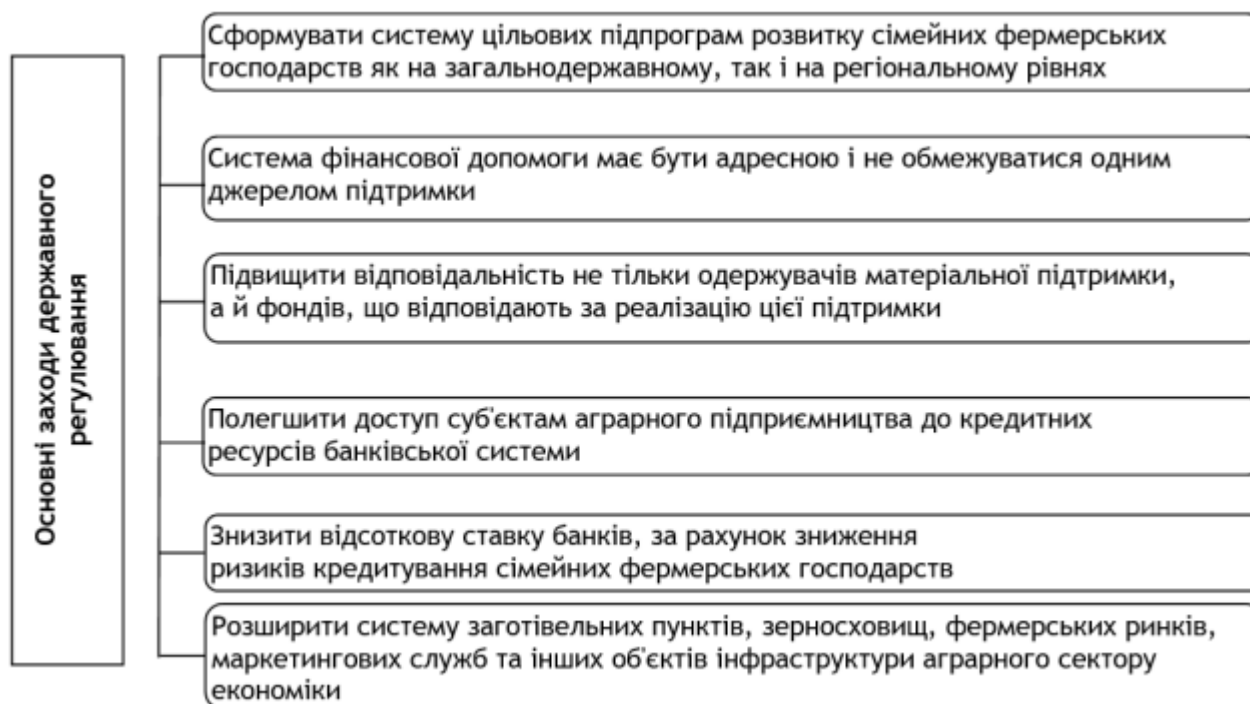 Основні заходи державного
регулювання
Сформувати систему цільових підпрограм розвитку сімейних фермерських
господарств як на загальнодержавному, так і на регіональному рівнях
Система фінансової допомоги має бути адресною і не обмежуватися одним
джерелом підтримки
Підвищити відповідальність не тільки одержувачів матеріальної підтримки,
а й фондів, що відповідають за реалізацію цієї підтримки
Полегшити доступ суб'єктам аграрного підприємництва до кредитних
ресурсів банківської системи
Знизити відсоткову ставку банків, за рахунок зниження
ризиків кредитування сімейних фермерських господарств
Розширити систему заготівельних пунктів, зерносховищ, фермерських ринків,
маркетингових служб та інших об'єктів інфраструктури аграрного сектору
економіки